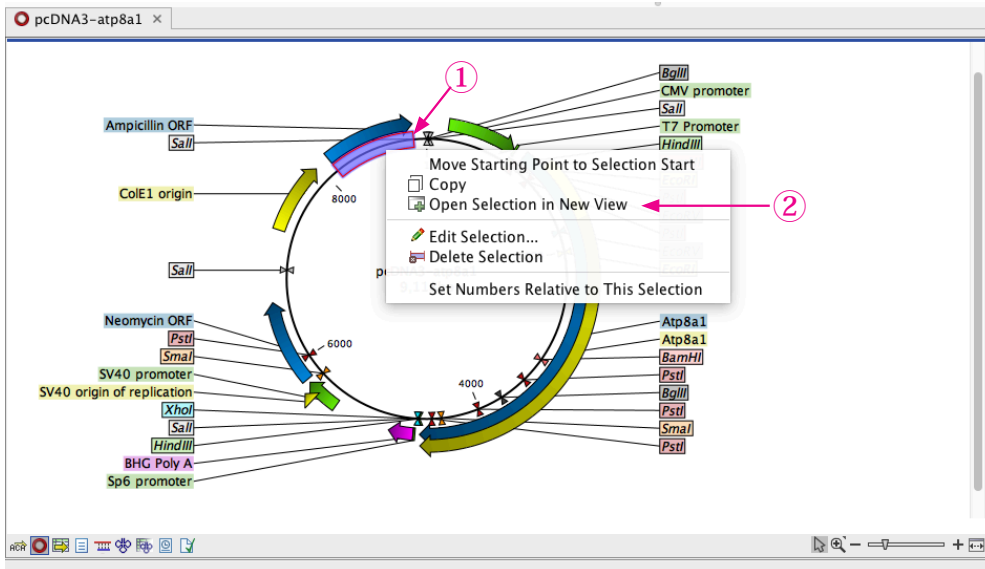 pcDNA3-atp8a1 ×
①
BglII
CMV promoter
SalI
T7 Promoter
HindIII
Ampicillin ORF
SalI
ColE1 origin
SalI
8000
Move Starting Point to Selection Start
Copy
Open Selection in New View
②
Edit Selection...
Delete Selection
Set Numbers Relative to This Selection
Neomycin ORF
PstI
SmaI
SV40 promoter
SV40 origin of replication
XhoI
SalI
HindIII
BHG Poly A
Sp6 promoter
6000
4000
Atp8a1
Atp8a1
BamHI
PstI
BglII
PstI
SmaI
PstI